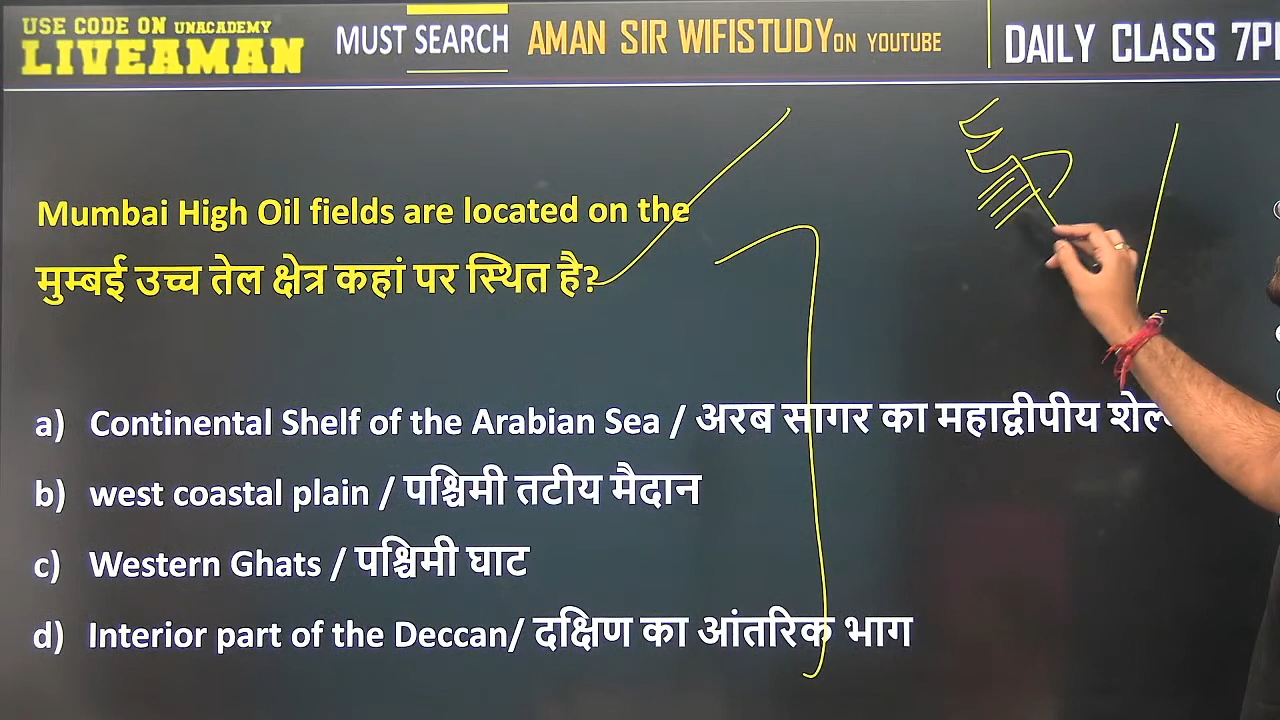 USE CODE ON UNACADEMY
LIVEAMAN
MUST SEARCH
AMAN SIR WIFISTUDY ON YOUTUBE
DAILY CLASS
Mumbai High Oil fields are located on the
मुम्बई उच्च तेल क्षेत्र कहां पर स्थित है?
a) Continental Shelf of the Arabian Sea / अरब सागर का महाद्वीपीय
b) west coastal plain / पश्चिमी तटीय मैदान
c) Western Ghats / पश्चिमी घाट
d) Interior part of the Deccan/ दक्षिण का आंतरिक भाग